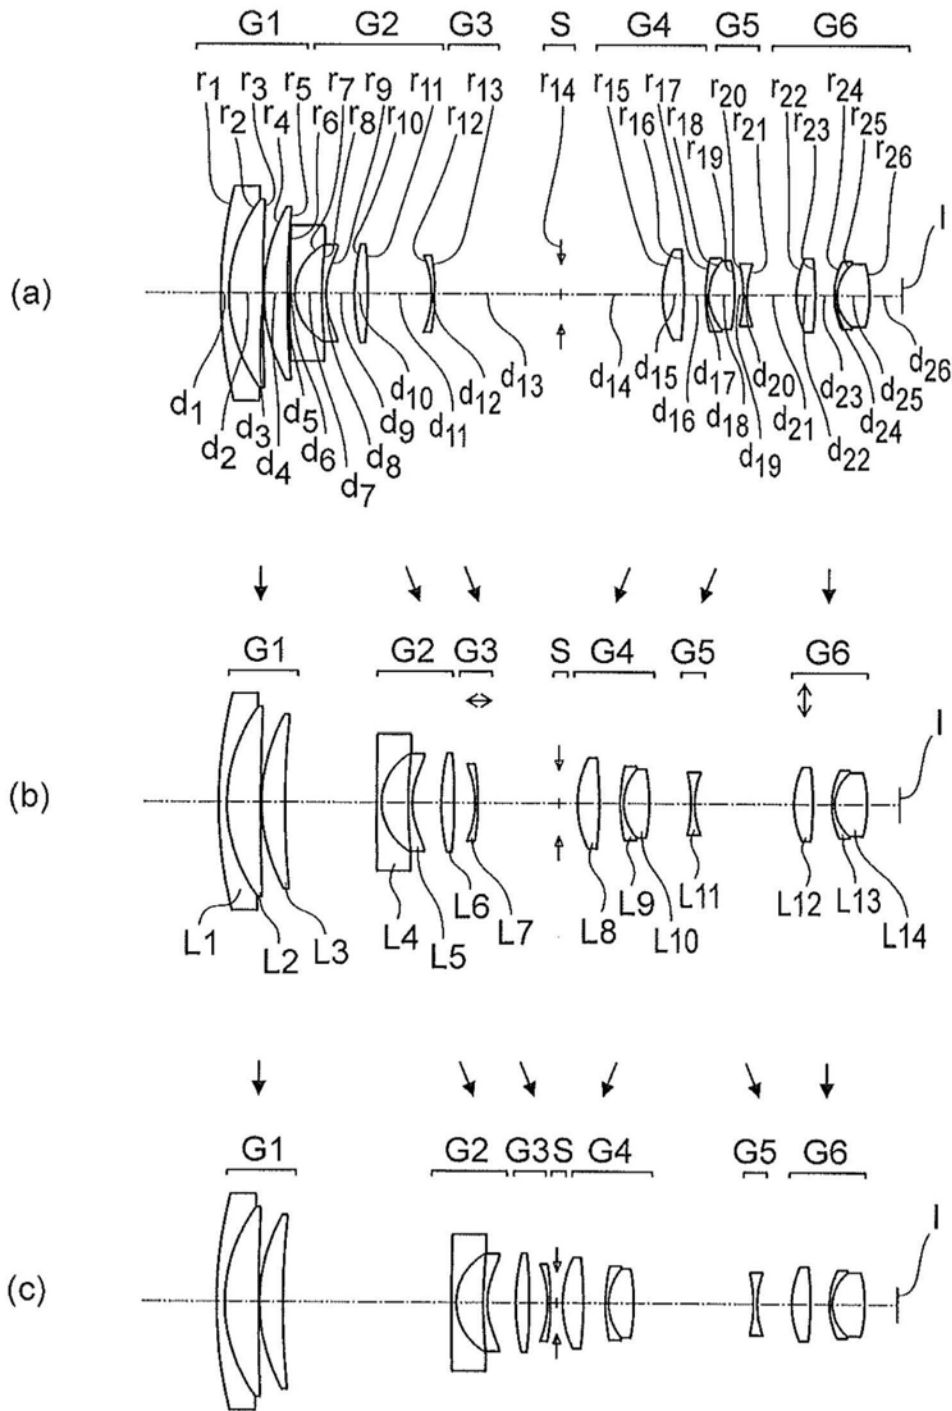 G1 G2 G3 S G4 G5 G6
r1 r3 r5 r7 r9 r11 r13 r14 r15 r17 r20 r22 r24
r2 r4 r6 r8 r10 r12 r16 r18 r21 r23 r25
r19 r26
I
(a)
d1 d3 d5 d10 d12 d13 d14 d15 d17 d20 d23 d25 d26
d2 d4 d6 d8 d9 d11 d16 d18 d21 d24
d7 d19 d22
G1 G2 G3 S G4 G5 G6
I
(b)
L1 L2 L3 L4 L5 L6 L7 L8 L9 L10 L11 L12 L13 L14
G1 G2 G3 S G4 G5 G6
I
(c)